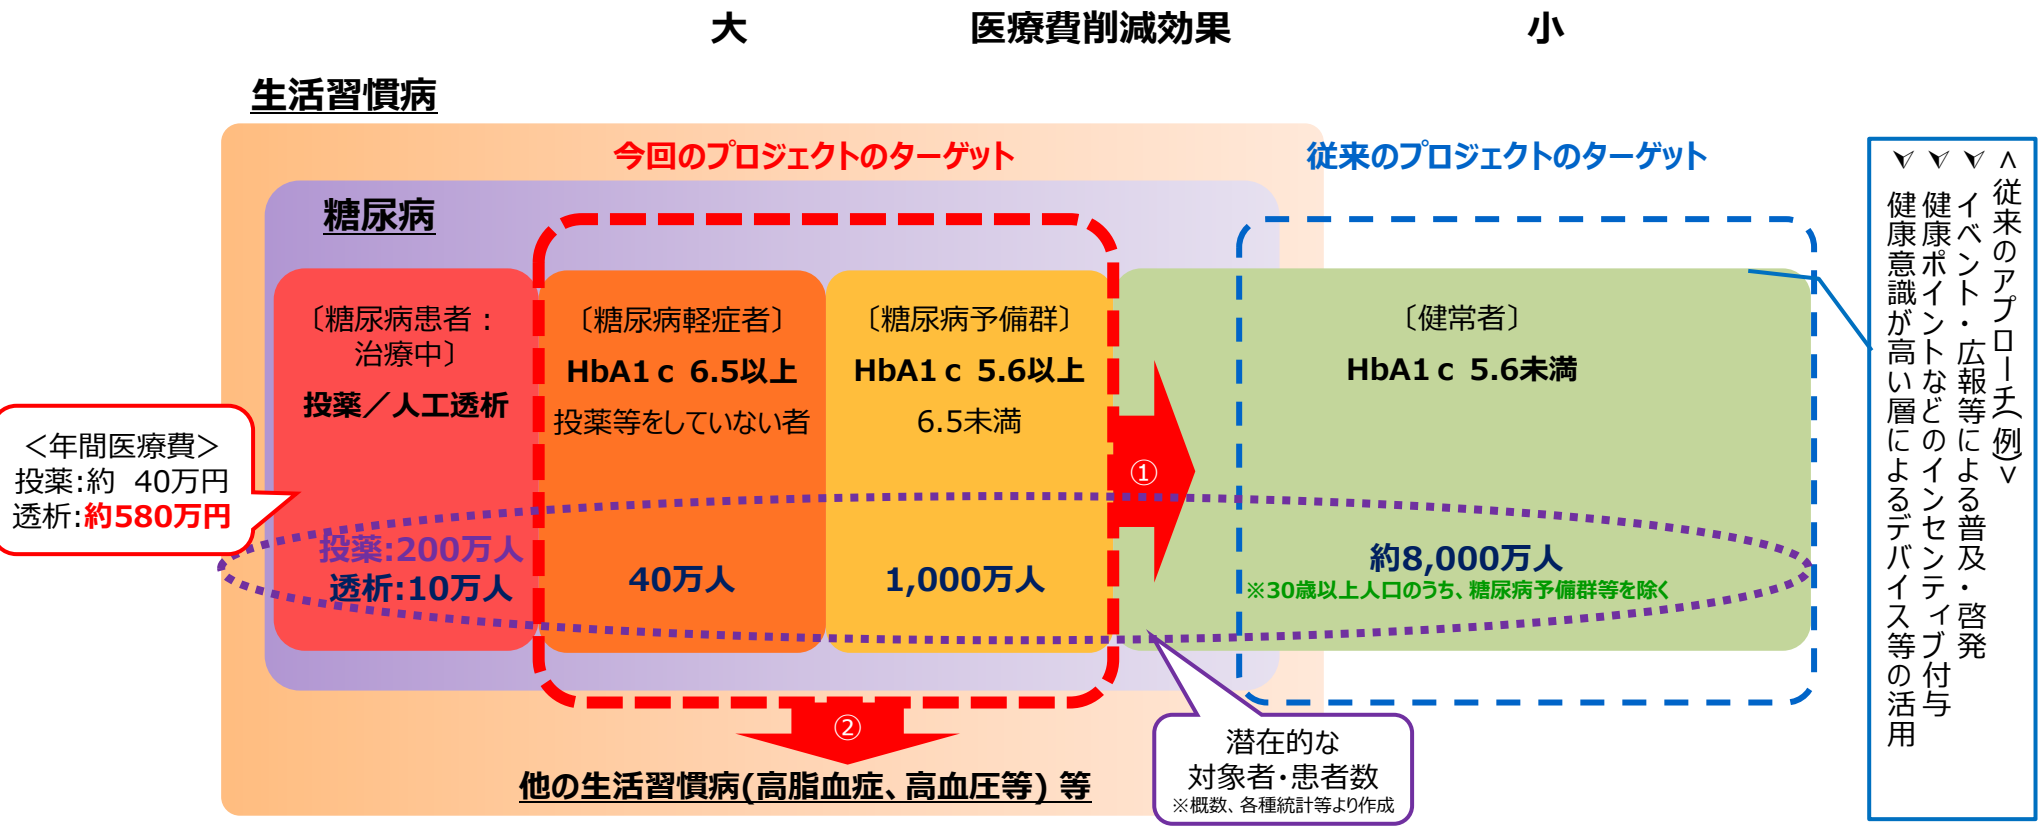 大 医療費削減効果 小
生活習慣病
今回のプロジェクトのターゲット
従来のプロジェクトのターゲット
糖尿病
〔糖尿病患者：
治療中〕
投薬／人工透析
〔糖尿病軽症者〕
HbA1ｃ 6.5以上
投薬等をしていない者
〔糖尿病予備群〕
HbA1ｃ 5.6以上
6.5未満
〔健常者〕
HbA1ｃ 5.6未満
＜年間医療費＞
投薬:約 40万円
透析:約580万円
①
投薬:200万人
透析:10万人
40万人
1,000万人
約8,000万人
※30歳以上人口のうち、糖尿病予備群等を除く
②
他の生活習慣病(高脂血症、高血圧等) 等
潜在的な
対象者・患者数
※概数、各種統計等より作成
＜従来のアプローチ(例)＞
➢ イベント・広報等による普及・啓発
➢ 健康ポイントなどのインセンティブ付与
➢ 健康意識が高い層によるデバイス等の活用